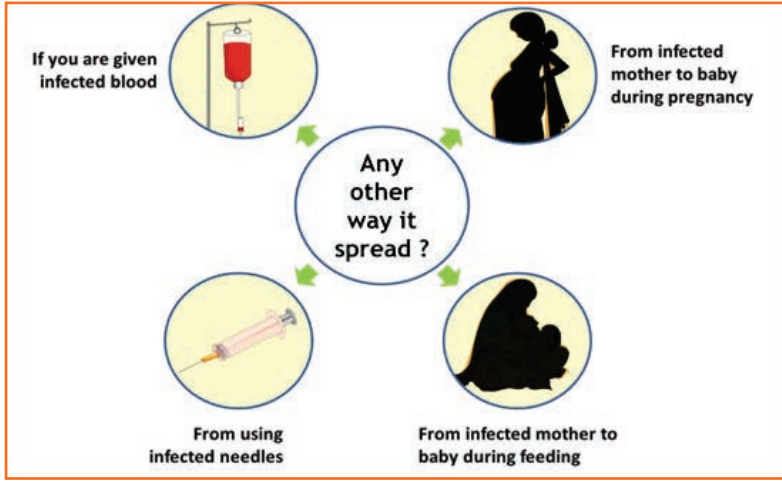 If you are given
infected blood
From infected
mother to baby
during pregnancy
Any
other
way it
spread ?
From using
infected needles
From infected mother to
baby during feeding